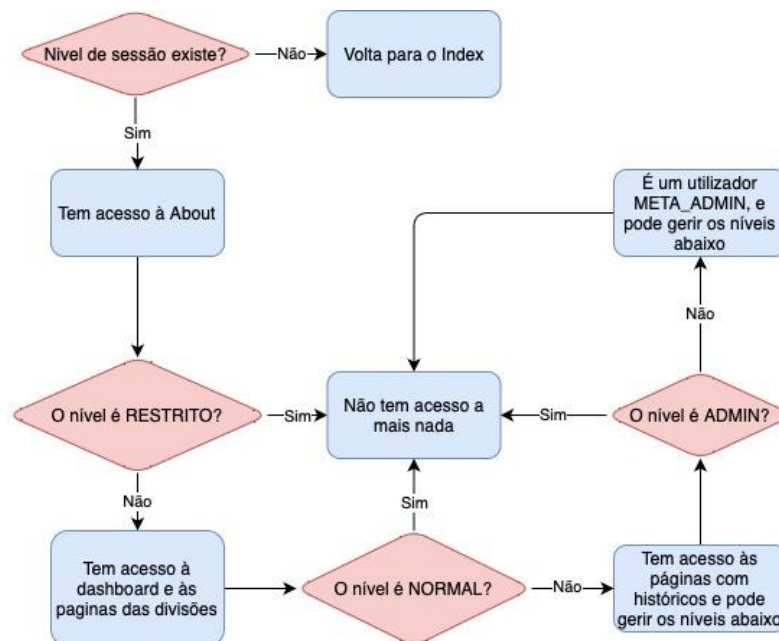 Nivel de sessão existe?
Não
Volta para o Index
Sim
Tem acesso à About
É um utilizador
META_ADMIN, e
pode gerir os níveis
abaixo
Não
O nível é RESTRITO?
Sim
Não tem acesso a
mais nada
Sim
O nível é ADMIN?
Não
Sim
Tem acesso à
dashboard e às
paginas das divisões
O nível é NORMAL?
Não
Tem acesso às
páginas com
históricos e pode
gerir os níveis abaixo